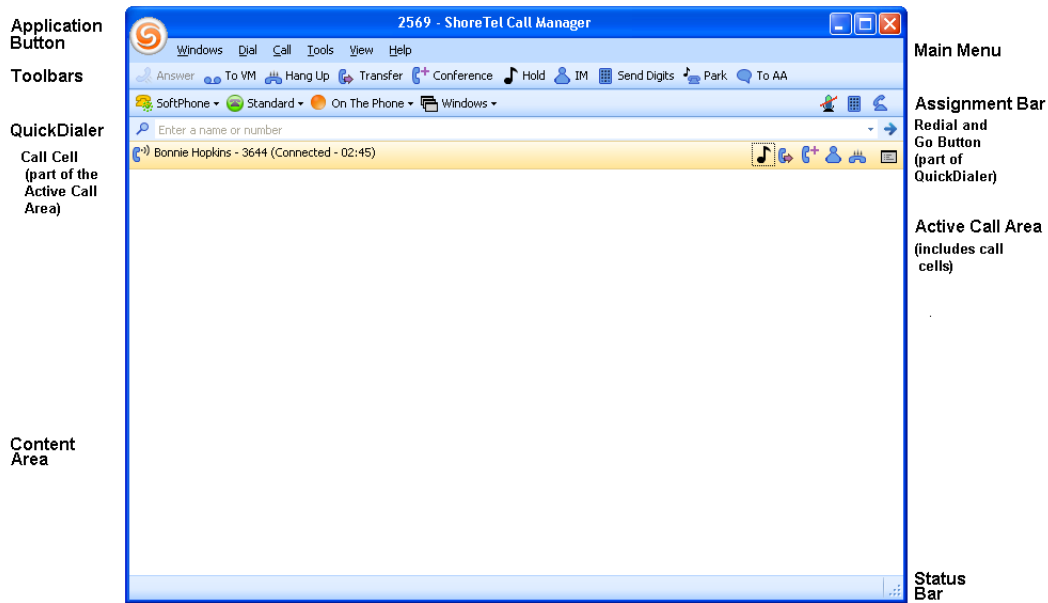 2569 - ShoreTel Call Manager
Application
Button
Windows Dial Call Tools View Help
Main Menu
Toolbars
Answer To VM Hang Up Transfer Conference Hold IM Send Digits Park To AA
SoftPhone Standard On The Phone Windows
Assignment Bar
QuickDialer
Enter a name or number
Redial and
Go Button
(part of
QuickDialer)
Call Cell
(part of the
Active Call
Area)
Bonnie Hopkins - 3644 (Connected - 02:45)
Active Call Area
(includes call
cells)
Content
Area
Status
Bar